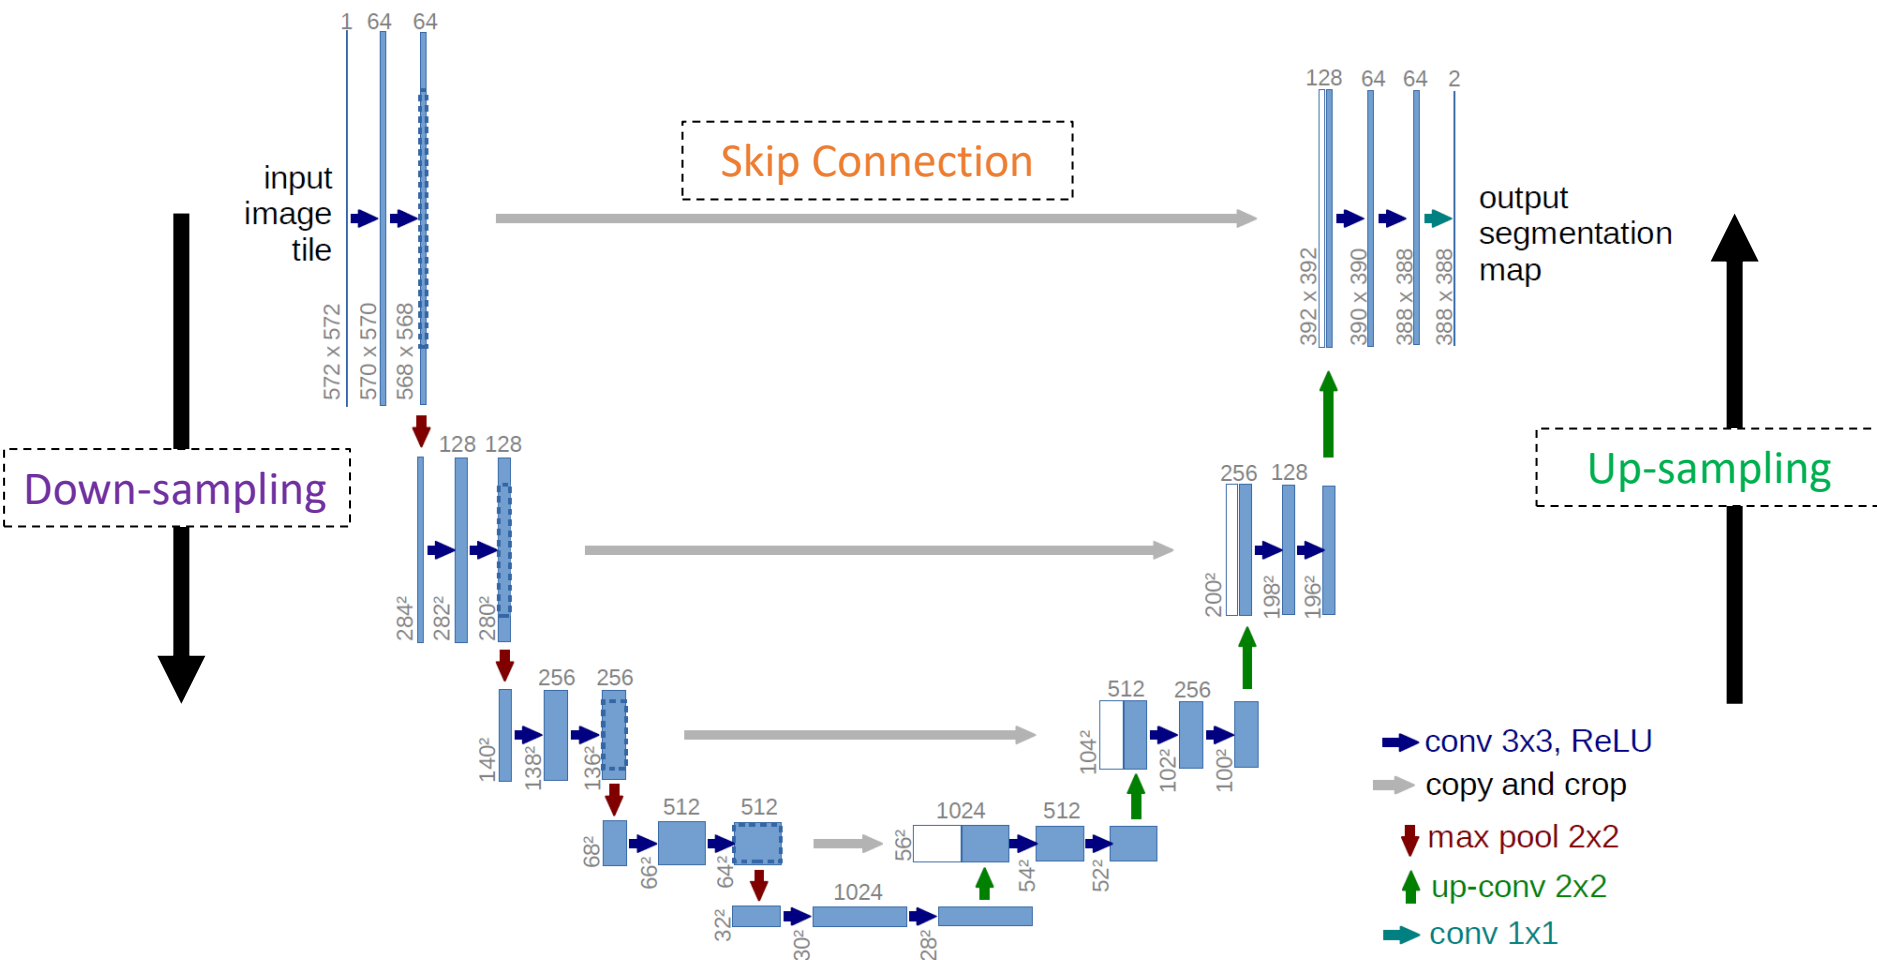 1 64 64
128 64 64 2
Skip Connection
input
image
tile
output
segmentation
map
572 x 572
570 x 570
568 x 568
392 x 392
390 x 390
388 x 388
388 x 388
Down-sampling
Up-sampling
128 128
256 128
284²
282²
280²
200²
198²
196²
256 256
512 256
140²
138²
136²
104²
102²
100²
512 512
1024 512
68²
66²
64²
56²
54²
52²
1024
32²
30²
28²
conv 3x3, ReLU
copy and crop
max pool 2x2
up-conv 2x2
conv 1x1